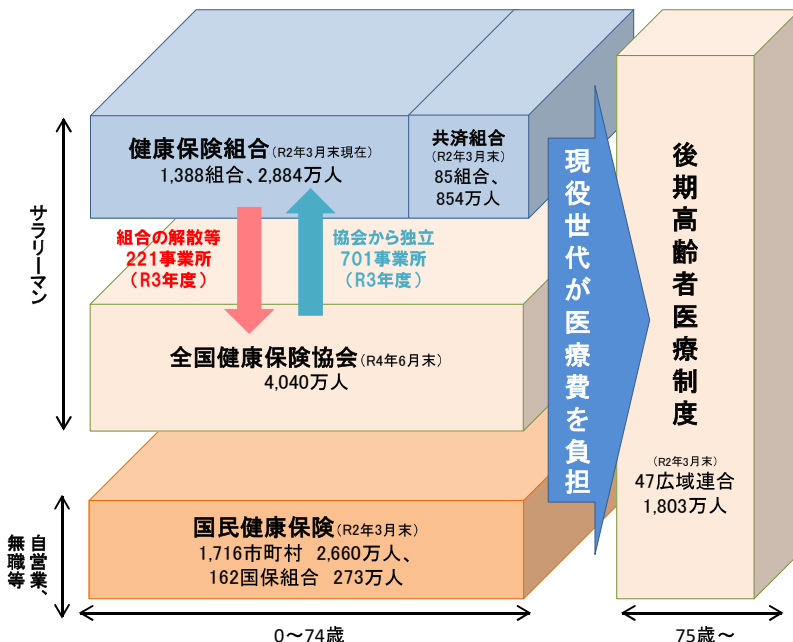 健康保険組合(R2年3月末現在)
1,388組合、2,884万人
共済組合
(R2年3月末)
85組合、
854万人
サラリーマン
組合の解散等
221事業所
(R3年度)
協会から独立
701事業所
(R3年度)
全国健康保険協会(R4年6月末)
4,040万人
国民健康保険(R2年3月末)
1,716市町村 2,660万人、
162国保組合 273万人
自営業、
無職等
0～74歳
現役世代が医療費を負担
後期高齢者医療制度
(R2年3月末)
47広域連合
1,803万人
75歳～